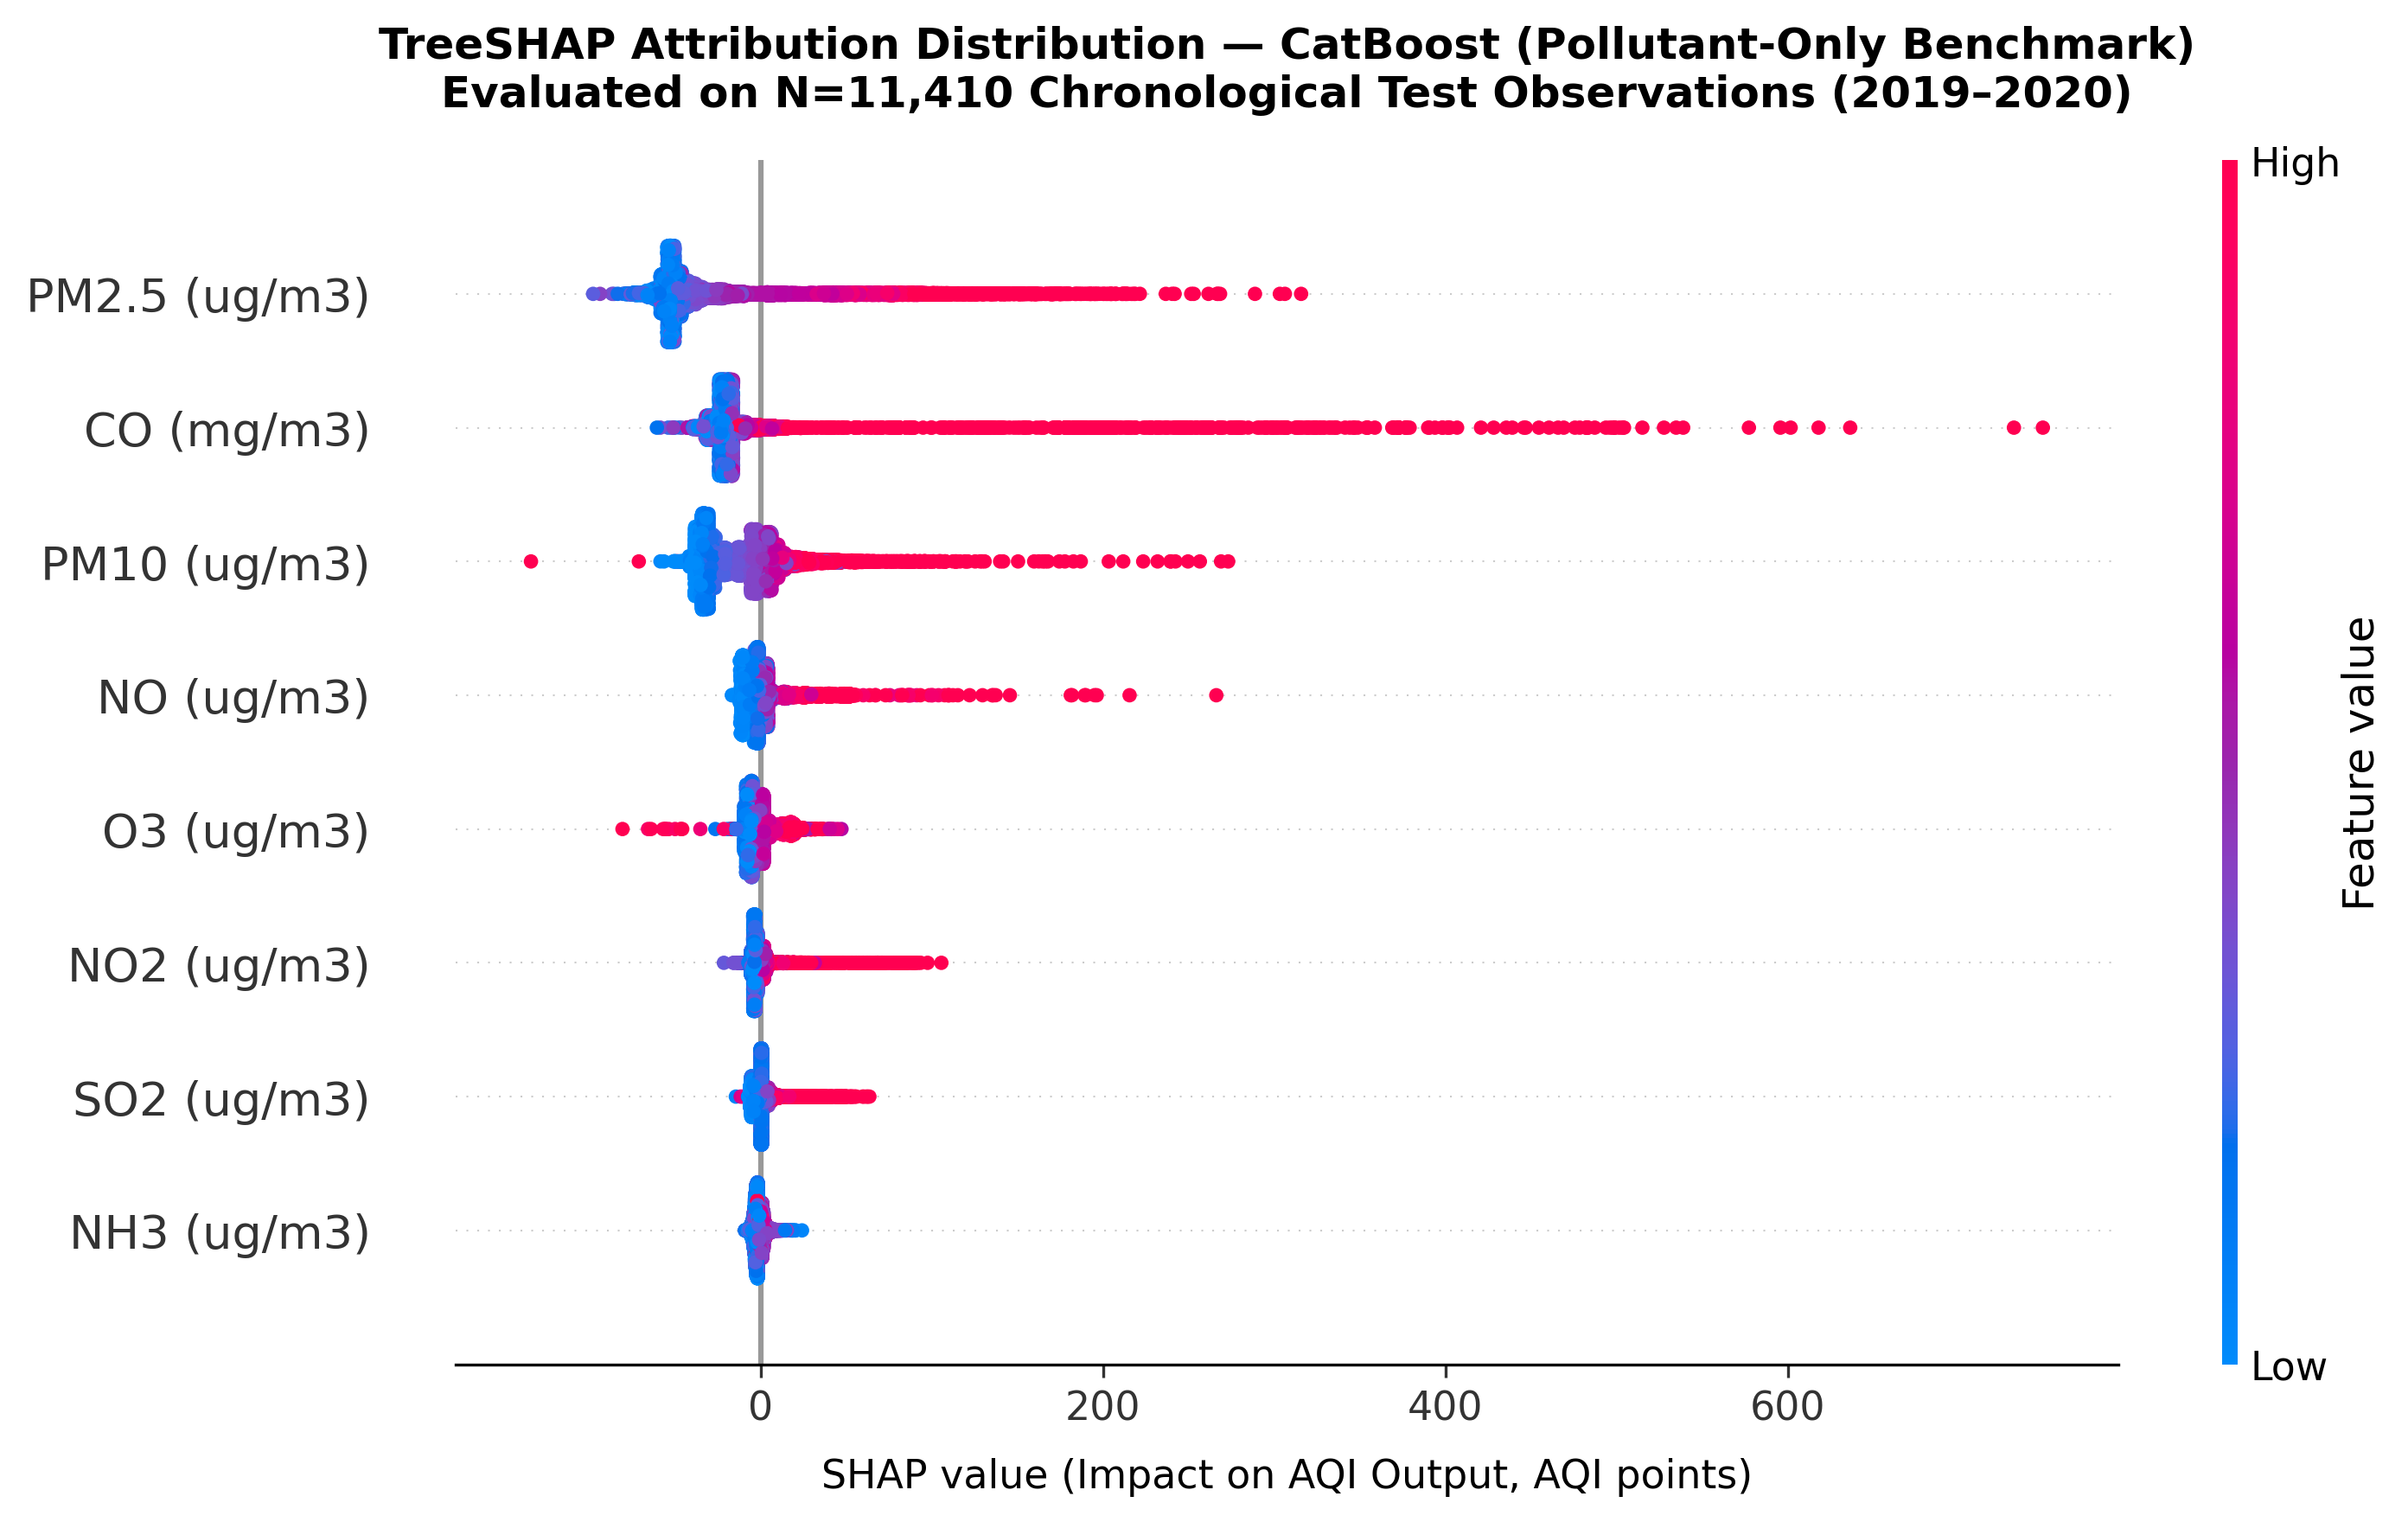 TreeSHAP Attribution Distribution — CatBoost (Pollutant-Only Benchmark)
Evaluated on N=11,410 Chronological Test Observations (2019–2020)
High
PM2.5 (ug/m3)
CO (mg/m3)
PM10 (ug/m3)
NO (ug/m3)
O3 (ug/m3)
NO2 (ug/m3)
SO2 (ug/m3)
NH3 (ug/m3)
Feature value
Low
0
200
400
600
SHAP value (Impact on AQI Output, AQI points)